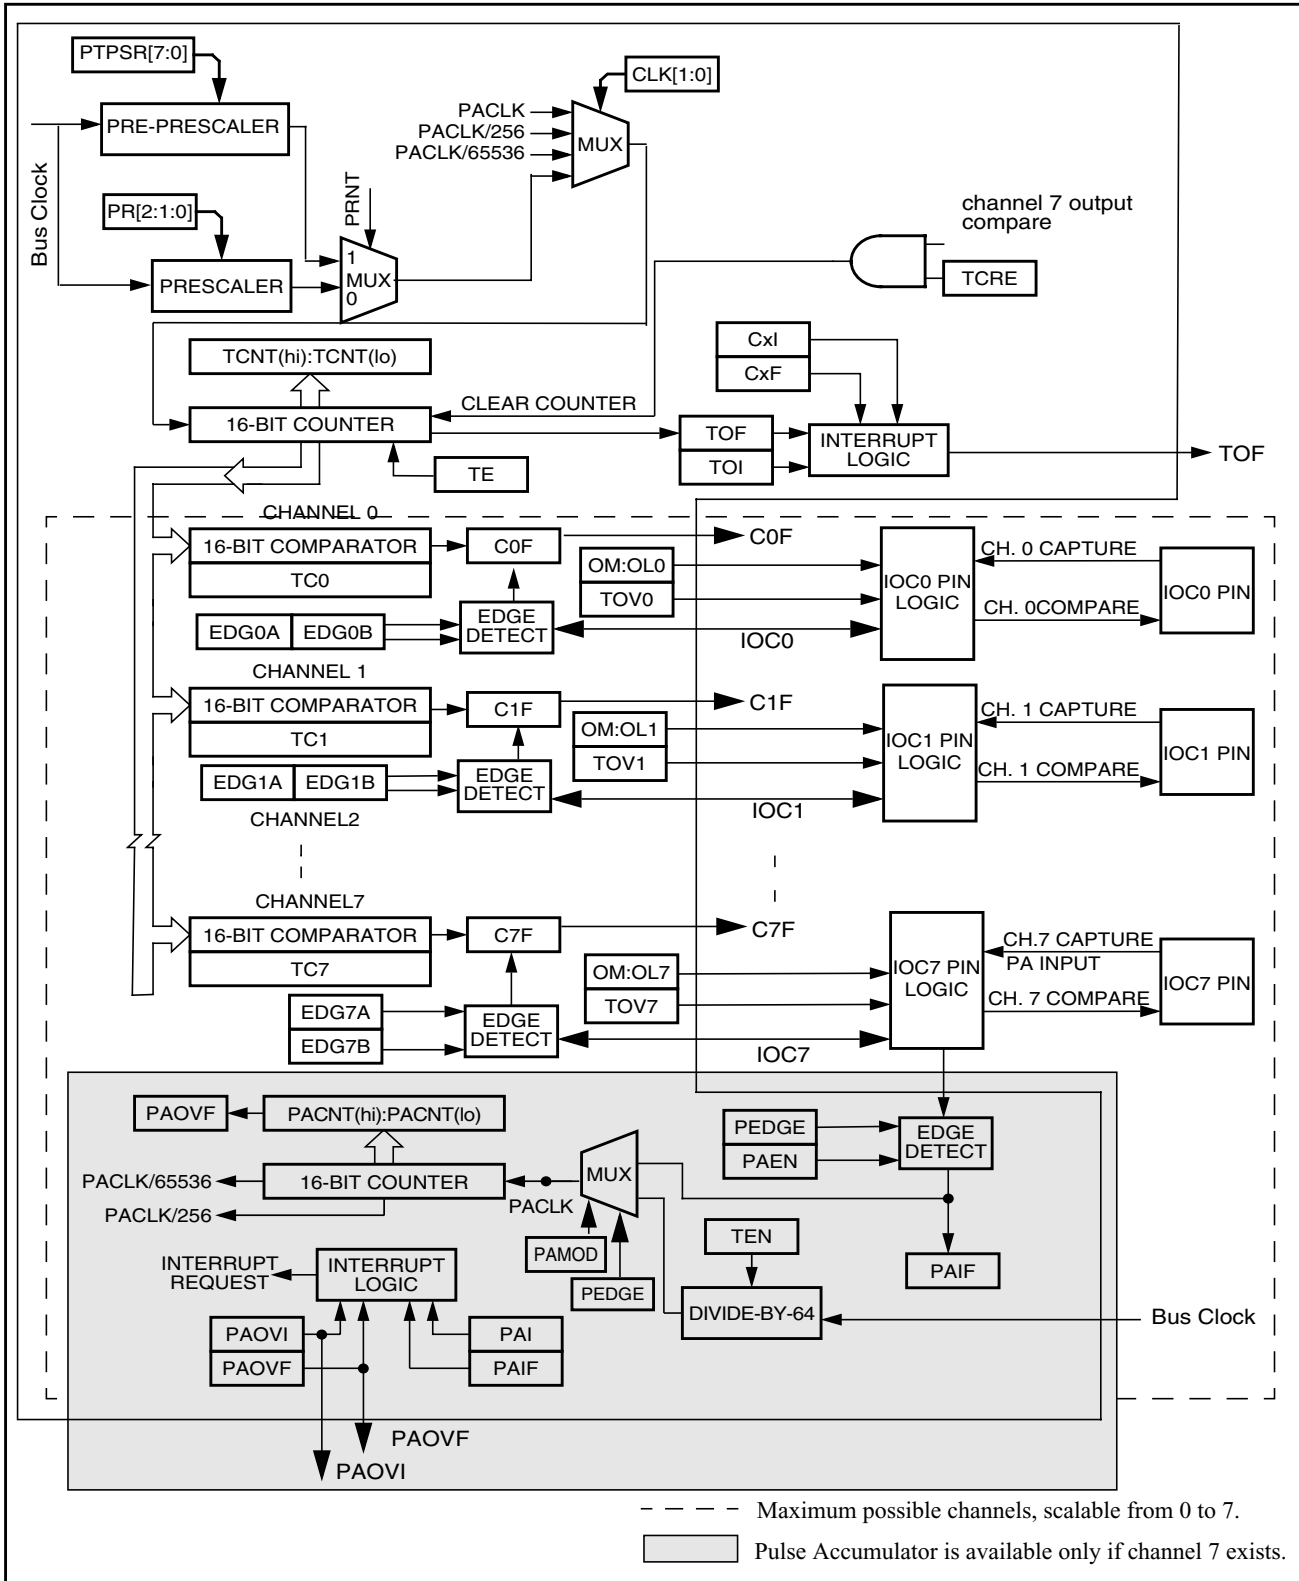 PTPSR[7:0]
CLK[1:0]
PRE-PRESCALER
PACLK
PACLK/256
PACLK/65536
MUX
Bus Clock
PR[2:1:0]
PRNT
PRESCALER
1
MUX
0
channel 7 output
compare
TCRE
TCNT(hi):TCNT(lo)
CxI
CxF
CLEAR COUNTER
16-BIT COUNTER
TOF
TOI
INTERRUPT
LOGIC
TOF
TE
CHANNEL 0
16-BIT COMPARATOR
TC0
C0F
C0F
OM:OL0
TOV0
IOC0 PIN
LOGIC
CH. 0 CAPTURE
CH. 0COMPARE
IOC0 PIN
EDG0A
EDG0B
EDGE
DETECT
IOC0
CHANNEL 1
16-BIT COMPARATOR
TC1
C1F
C1F
OM:OL1
TOV1
IOC1 PIN
LOGIC
CH. 1 CAPTURE
CH. 1 COMPARE
IOC1 PIN
EDG1A
EDG1B
EDGE
DETECT
IOC1
CHANNEL2
CHANNEL7
16-BIT COMPARATOR
TC7
C7F
C7F
OM:OL7
TOV7
IOC7 PIN
LOGIC
CH.7 CAPTURE
PA INPUT
CH. 7 COMPARE
IOC7 PIN
EDG7A
EDG7B
EDGE
DETECT
IOC7
PAOVF
PACNT(hi):PACNT(lo)
PEDGE
PAEN
EDGE
DETECT
PACLK/65536
PACLK/256
16-BIT COUNTER
PACLK
MUX
PAMOD
PEDGE
TEN
DIVIDE-BY-64
PAIF
Bus Clock
INTERRUPT
REQUEST
INTERRUPT
LOGIC
PAOVI
PAOVF
PAI
PAIF
PAOVF
PAOVI
Maximum possible channels, scalable from 0 to 7.
Pulse Accumulator is available only if channel 7 exists.